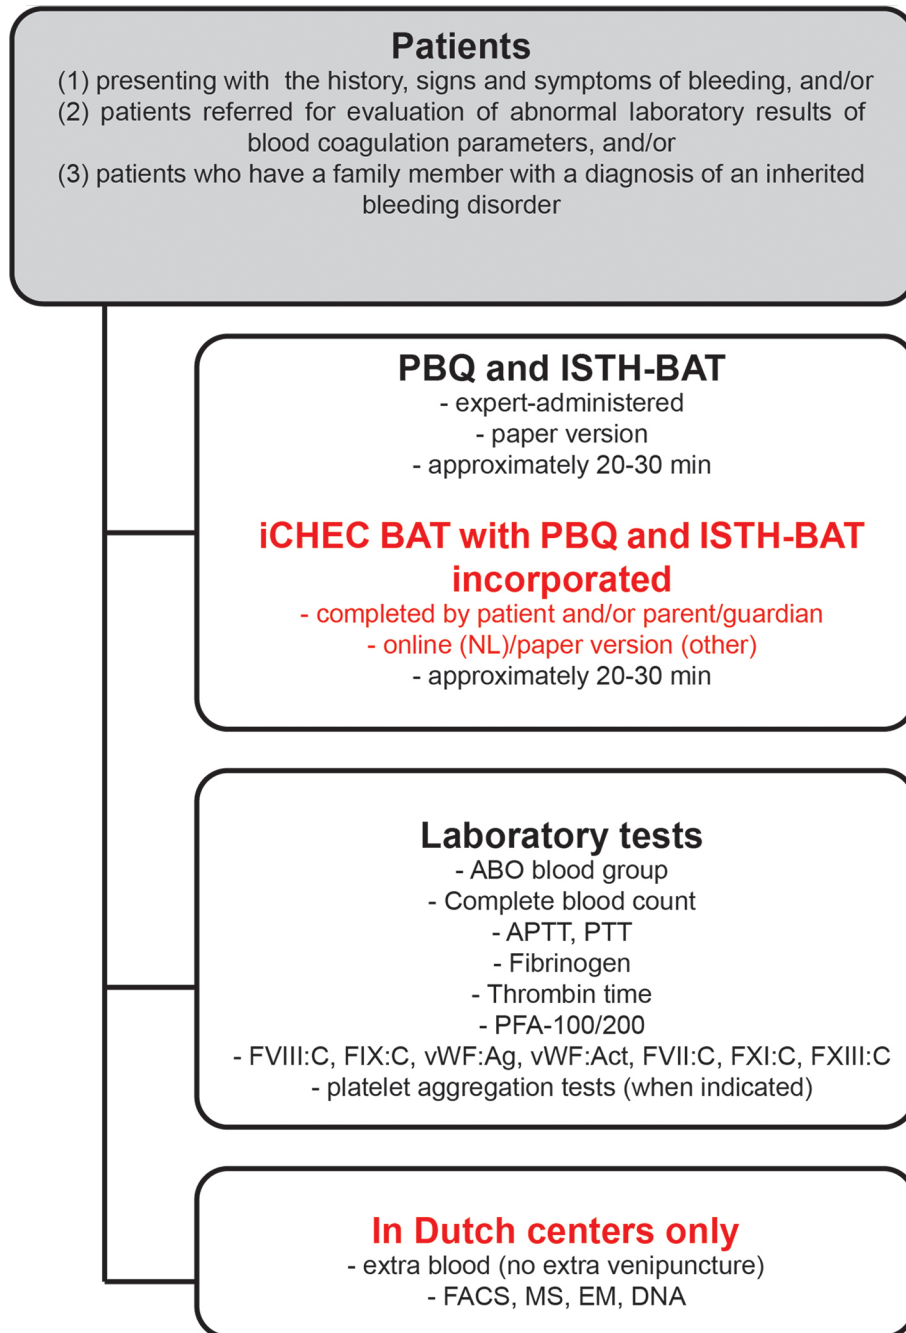 Patients
(1) presenting with the history, signs and symptoms of bleeding, and/or
(2) patients referred for evaluation of abnormal laboratory results of
blood coagulation parameters, and/or
(3) patients who have a family member with a diagnosis of an inherited
bleeding disorder
PBQ and ISTH-BAT
- expert-administered
- paper version
- approximately 20-30 min
iCHEC BAT with PBQ and ISTH-BAT
incorporated
- completed by patient and/or parent/guardian
- online (NL)/paper version (other)
- approximately 20-30 min
Laboratory tests
- ABO blood group
- Complete blood count
- APTT, PTT
- Fibrinogen
- Thrombin time
- PFA-100/200
- FVIII:C, FIX:C, vWF:Ag, vWF:Act, FVII:C, FXI:C, FXIII:C
- platelet aggregation tests (when indicated)
In Dutch centers only
- extra blood (no extra venipuncture)
- FACS, MS, EM, DNA